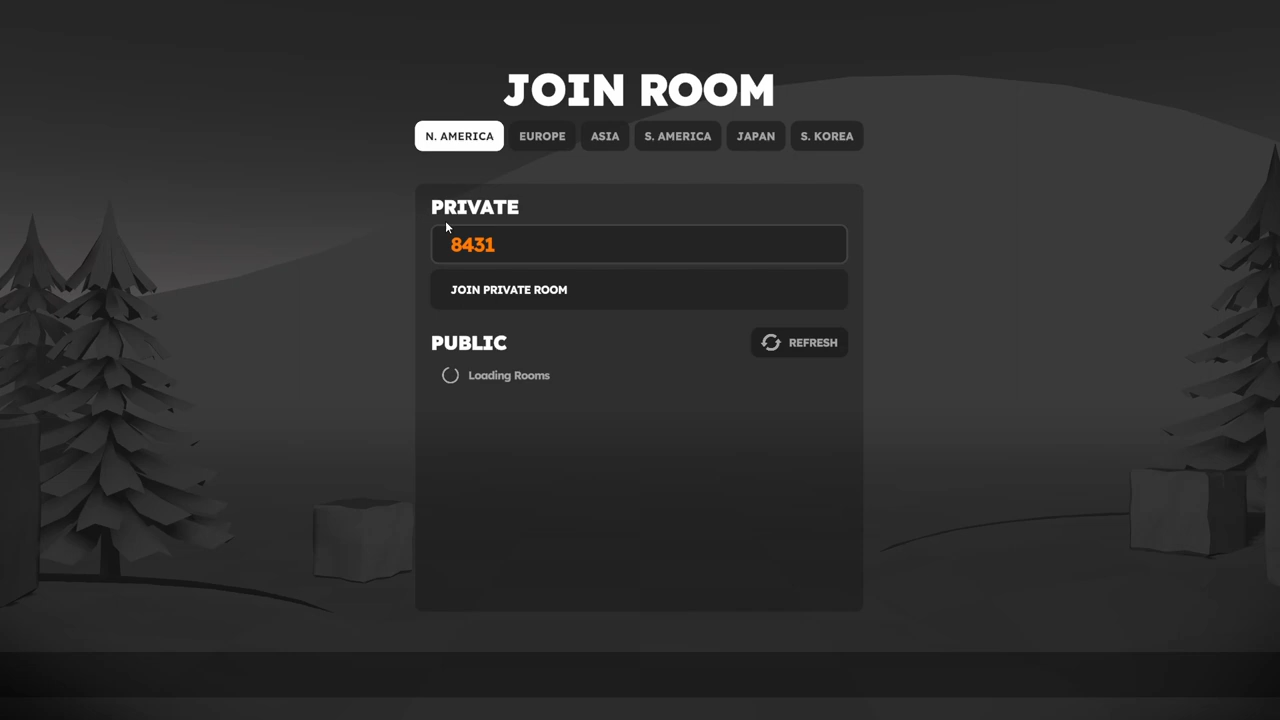 JOIN ROOM
N. AMERICA EUROPE ASIA S. AMERICA JAPAN S. KOREA
PRIVATE
8431
JOIN PRIVATE ROOM
PUBLIC REFRESH
Loading Rooms